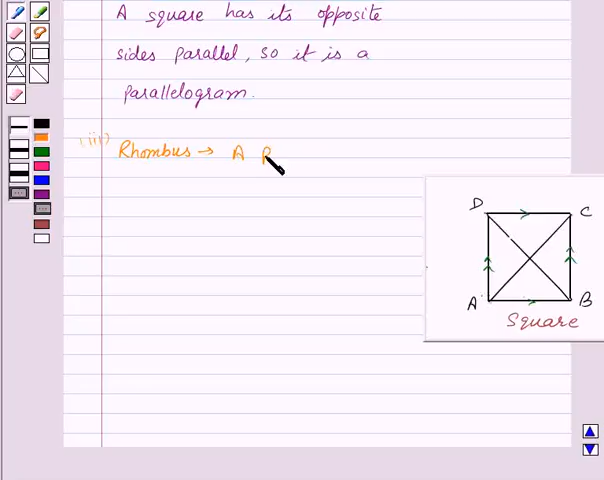 A square has its opposite
sides parallel, so it is a
parallelogram.
(iii) Rhombus → A R
D C
A B
Square